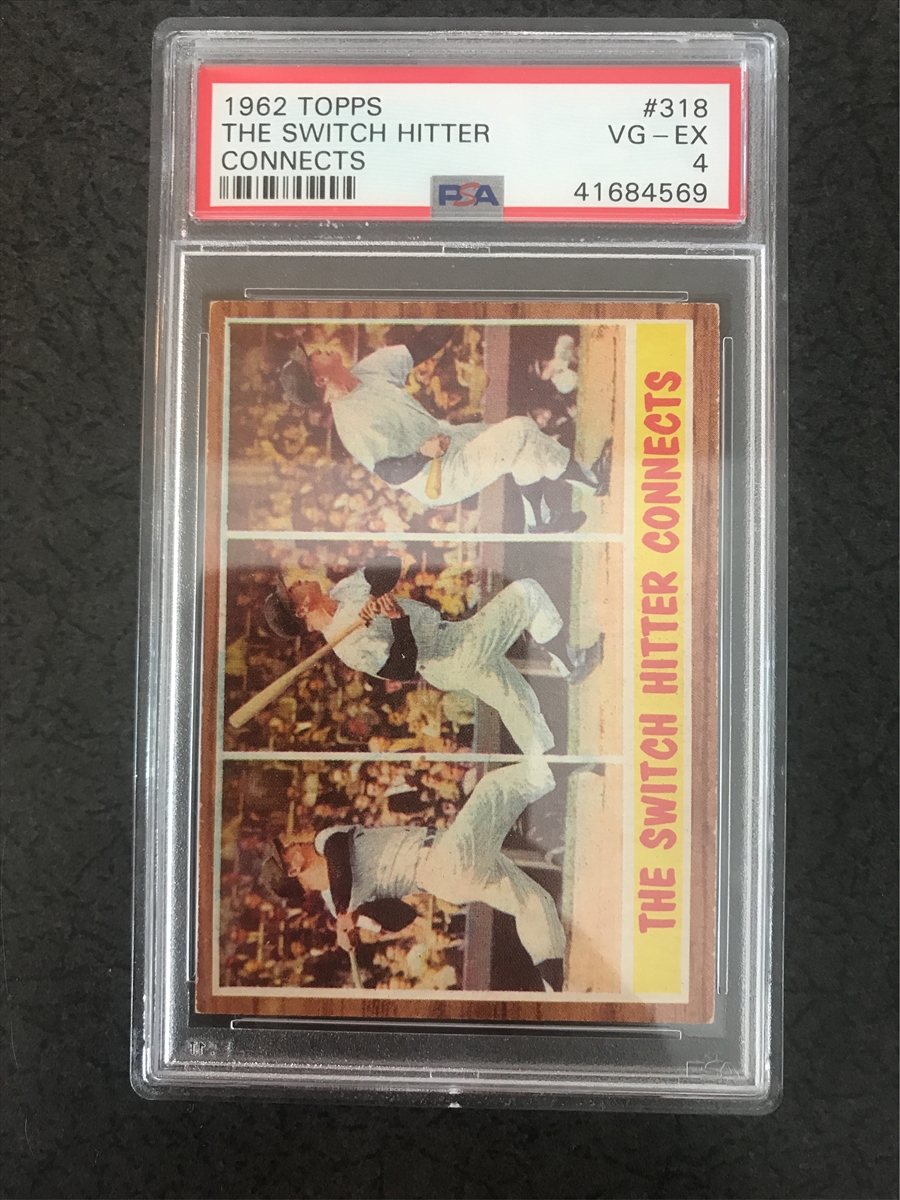 1962 TOPPS #318
THE SWITCH HITTER VG-EX
CONNECTS 4
PSA 41684569
THE SWITCH HITTER CONNECTS